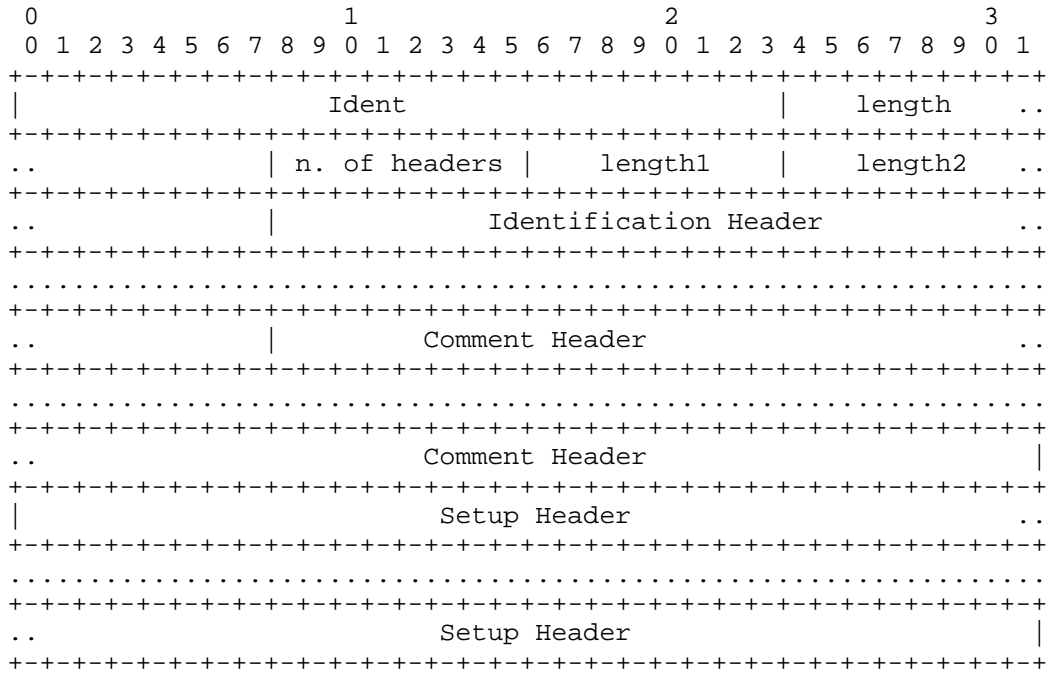 0                   1                   2                   3
 0 1 2 3 4 5 6 7 8 9 0 1 2 3 4 5 6 7 8 9 0 1 2 3 4 5 6 7 8 9 0 1
+-+-+-+-+-+-+-+-+-+-+-+-+-+-+-+-+-+-+-+-+-+-+-+-+-+-+-+-+-+-+-+-+
|                   Ident                       |    length    ..
+-+-+-+-+-+-+-+-+-+-+-+-+-+-+-+-+-+-+-+-+-+-+-+-+-+-+-+-+-+-+-+-+
..              | n. of headers |    length1    |    length2   ..
+-+-+-+-+-+-+-+-+-+-+-+-+-+-+-+-+-+-+-+-+-+-+-+-+-+-+-+-+-+-+-+-+
..              |             Identification Header            ..
+-+-+-+-+-+-+-+-+-+-+-+-+-+-+-+-+-+-+-+-+-+-+-+-+-+-+-+-+-+-+-+-+
.................................................................
+-+-+-+-+-+-+-+-+-+-+-+-+-+-+-+-+-+-+-+-+-+-+-+-+-+-+-+-+-+-+-+-+
..              |         Comment Header                       ..
+-+-+-+-+-+-+-+-+-+-+-+-+-+-+-+-+-+-+-+-+-+-+-+-+-+-+-+-+-+-+-+-+
.................................................................
+-+-+-+-+-+-+-+-+-+-+-+-+-+-+-+-+-+-+-+-+-+-+-+-+-+-+-+-+-+-+-+-+
..                        Comment Header                        |
+-+-+-+-+-+-+-+-+-+-+-+-+-+-+-+-+-+-+-+-+-+-+-+-+-+-+-+-+-+-+-+-+
|                          Setup Header                        ..
+-+-+-+-+-+-+-+-+-+-+-+-+-+-+-+-+-+-+-+-+-+-+-+-+-+-+-+-+-+-+-+-+
.................................................................
+-+-+-+-+-+-+-+-+-+-+-+-+-+-+-+-+-+-+-+-+-+-+-+-+-+-+-+-+-+-+-+-+
..                         Setup Header                         |
+-+-+-+-+-+-+-+-+-+-+-+-+-+-+-+-+-+-+-+-+-+-+-+-+-+-+-+-+-+-+-+-+